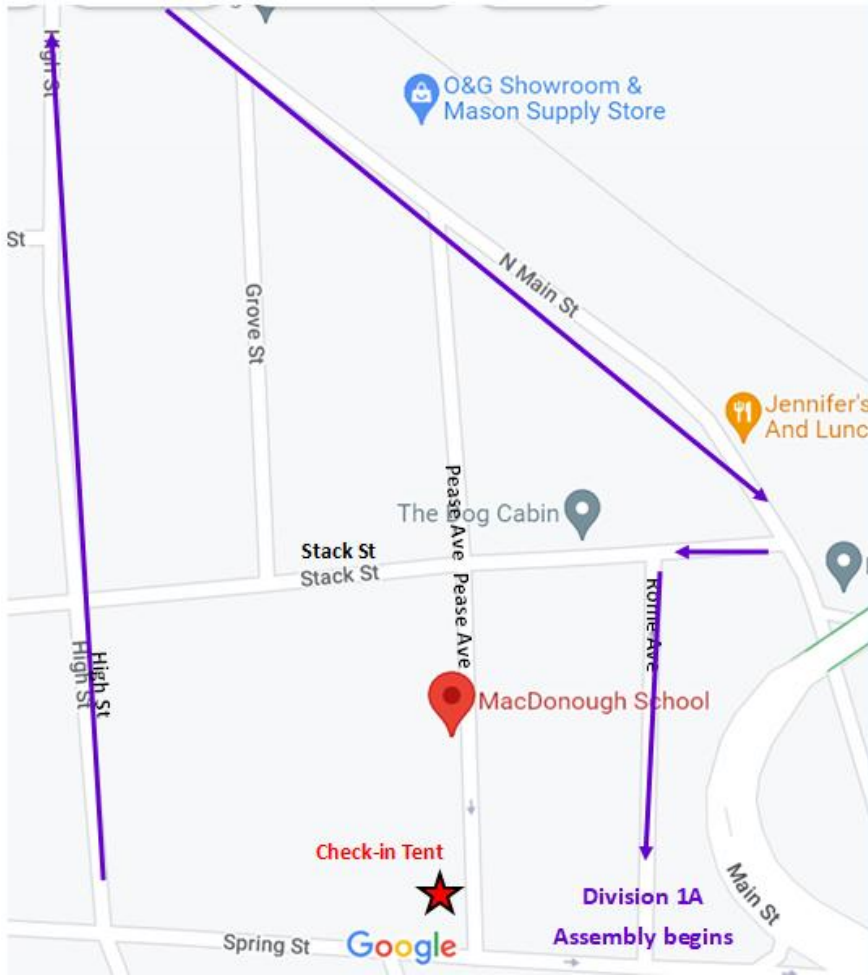 High St
O&G Showroom &
Mason Supply Store
St
N Main St
Grove St
Jennifer's
And Lunc
Pease Ave
The Dog Cabin
Stack St
Stack St
Pease Ave
Rome Ave
High St
High St
MacDonough School
Check-in Tent
Main St
Division 1A
Assembly begins
Spring St
Google